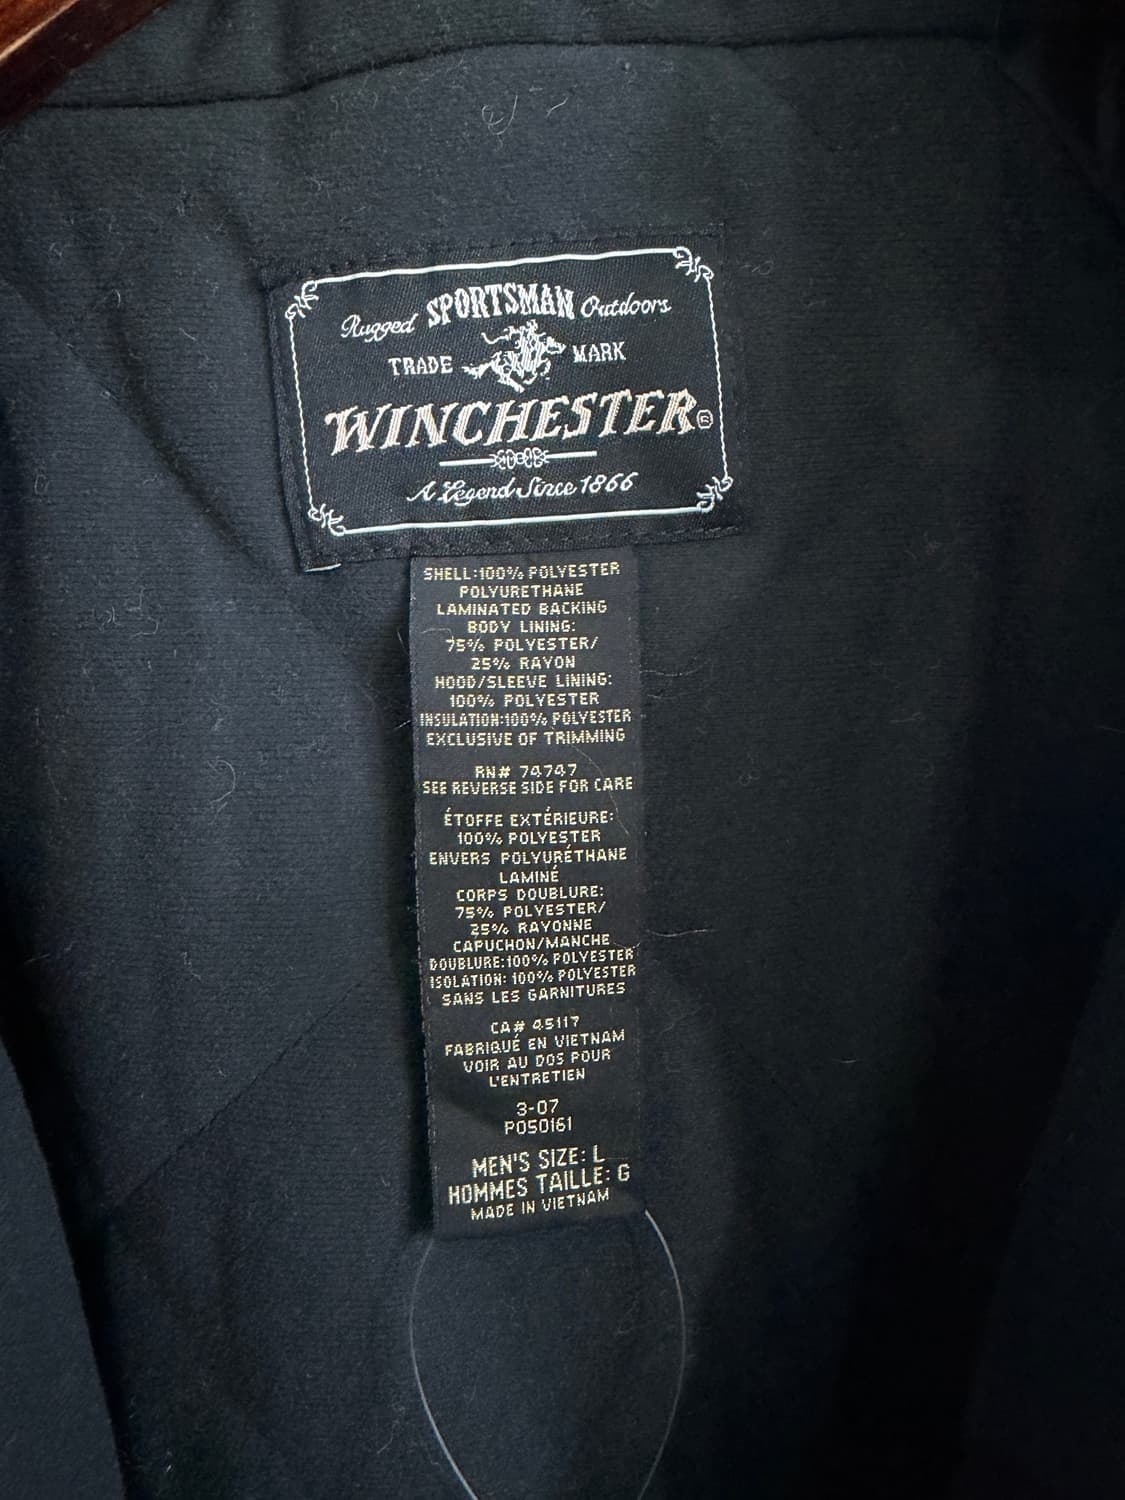 Rugged SPORTSMAN Outdoors
TRADE MARK
WINCHESTER®
A Legend Since 1866
SHELL:100% POLYESTER
POLYURETHANE
LAMINATED BACKING
BODY LINING:
75% POLYESTER/
25% RAYON
HOOD/SLEEVE LINING:
100% POLYESTER
INSULATION:100% POLYESTER
EXCLUSIVE OF TRIMMING
RN# 74747
SEE REVERSE SIDE FOR CARE
ÉTOFFE EXTÉRIEURE:
100% POLYESTER
ENVERS POLYURÉTHANE
LAMINÉ
CORPS DOUBLURE:
75% POLYESTER/
25% RAYONNE
CAPUCHON/MANCHE
DOUBLURE:100% POLYESTER
ISOLATION: 100% POLYESTER
SANS LES GARNITURES
CA# 45117
FABRIQUÉ EN VIETNAM
VOIR AU DOS POUR
L'ENTRETIEN
3-07
P050161
MEN'S SIZE: L
HOMMES TAILLE: G
MADE IN VIETNAM